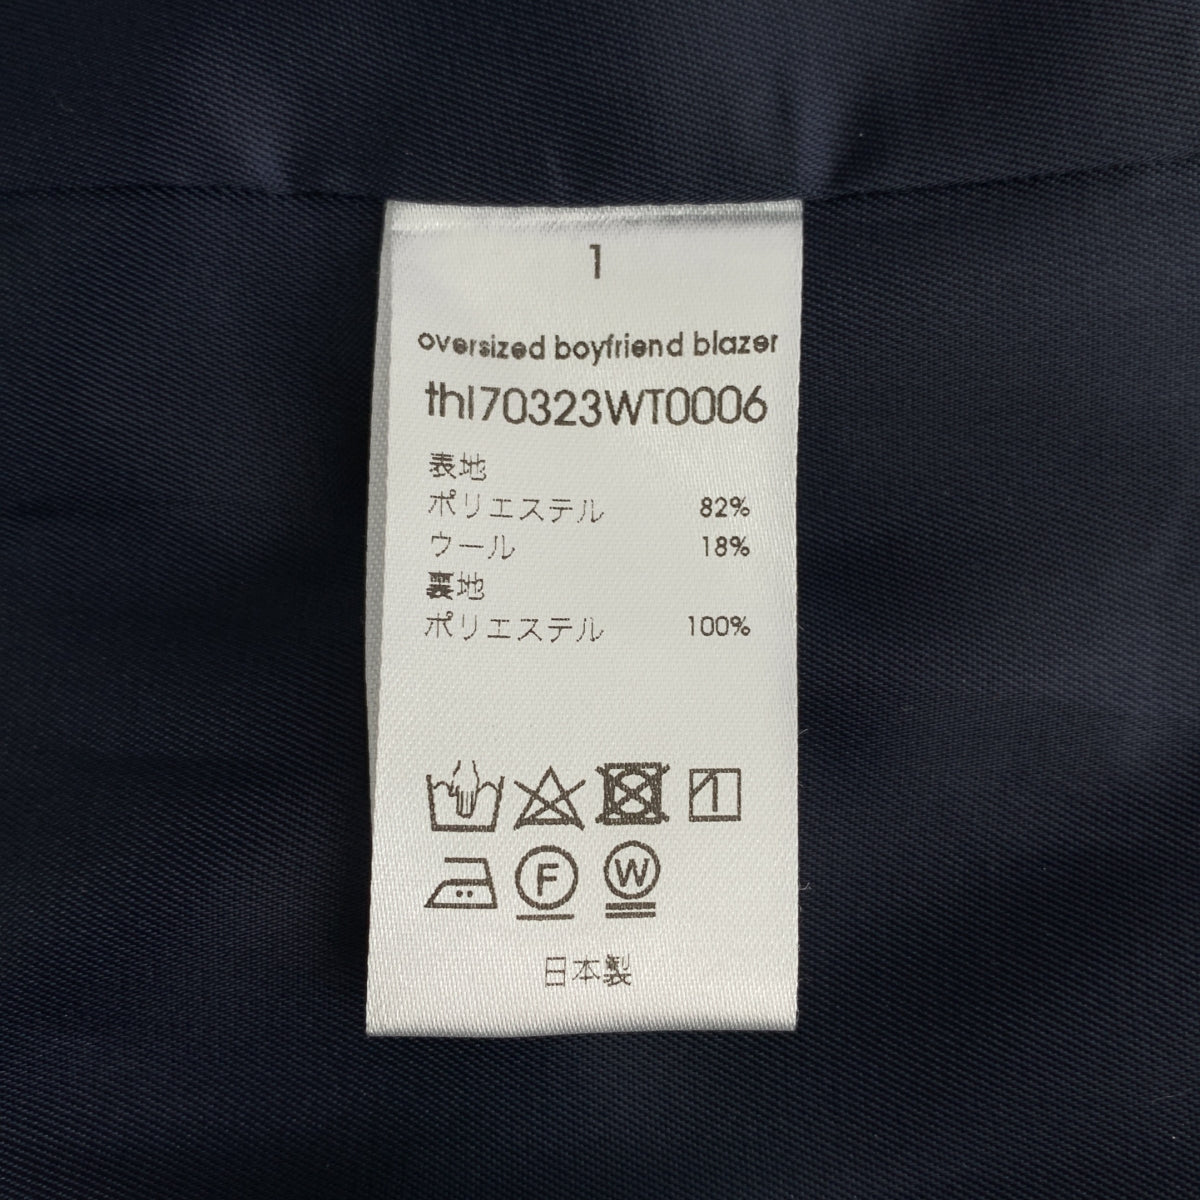 1
oversized boyfriend blazer
thl70323WT0006
表地
ポリエステル 82%
ウール 18%
裏地
ポリエステル 100%
1
F W
日本製